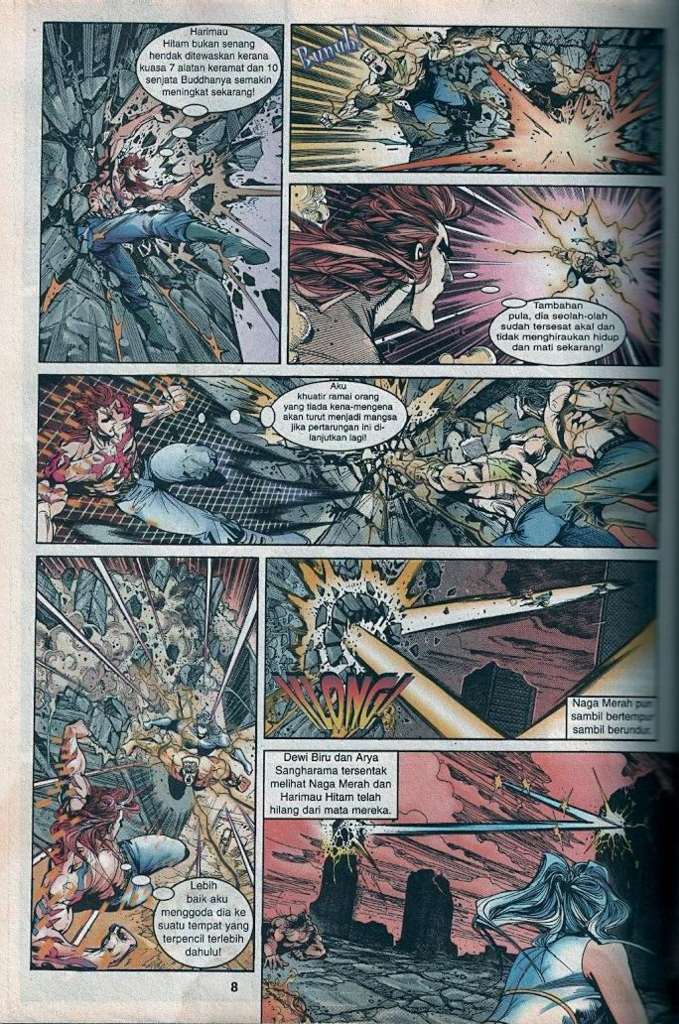 Harimau
Hitam bukan senang
hendak ditewaskan kerana
kuasa 7 alatan keramat dan 10
senjata Buddhanya semakin
meningkat sekarang!
Tambahan
pula, dia seolah-olah
sudah tersesat akal dan
tidak menghiraukan hidup
dan mati sekarang!
Aku
khuatir ramai orang
yang tiada kena-mengena
akan turut menjadi mangsa
jika pertarungan ini di-
lanjutkan lagi!
Lebih
baik aku
menggoda dia ke
suatu tempat yang
terpencil terlebih
dahulu!
Naga Merah pun
sambil bertempur
sambil berundur.
Dewi Biru dan Arya
Sangharama tersentak
melihat Naga Merah dan
Harimau Hitam telah
hilang dari mata mereka.
8